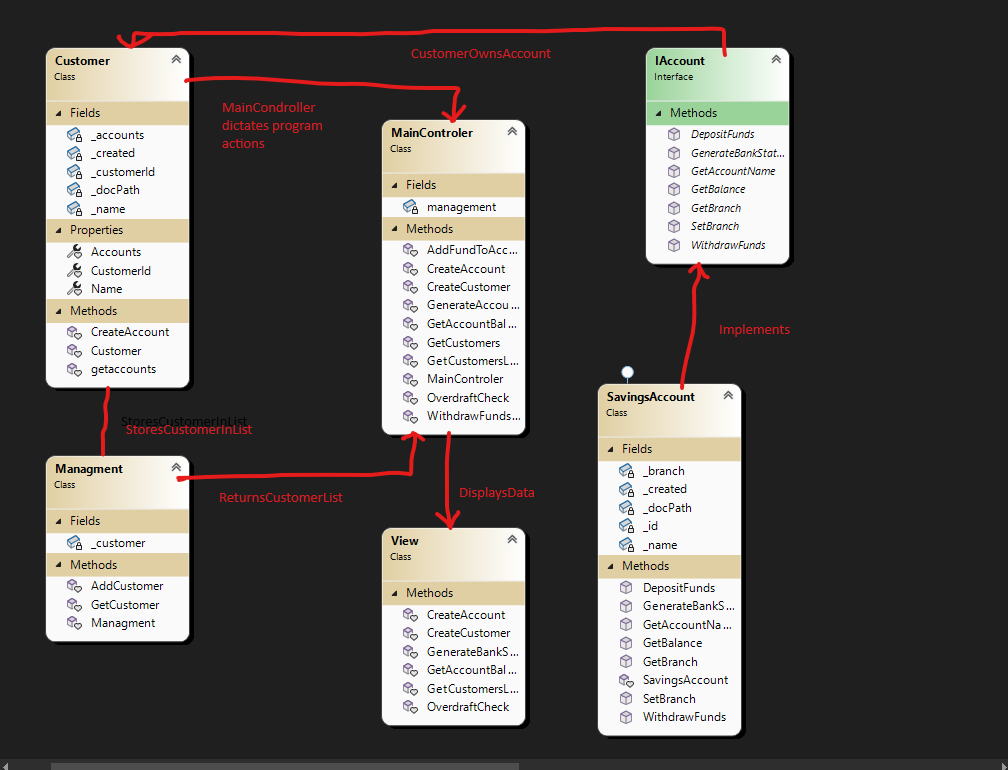 Customer
Class
Fields
_accounts
_created
_customerId
_docPath
_name
Properties
Accounts
CustomerId
Name
Methods
CreateAccount
Customer
getaccounts
CustomerOwnsAccount
MainCondroller
dictates program
actions
MainControler
Class
Fields
management
Methods
AddFundToAcc...
CreateAccount
CreateCustomer
GenerateAccou...
GetAccountBal...
GetCustomers
GetCustomersL...
MainControler
OverdraftCheck
WithdrawFunds...
IAccount
Interface
Methods
DepositFunds
GenerateBankStat...
GetAccountName
GetBalance
GetBranch
SetBranch
WithdrawFunds
Implements
StoresCustomerInList
StoresCustomerInList
Managment
Class
Fields
_customer
Methods
AddCustomer
GetCustomer
Managment
ReturnsCustomerList
DisplaysData
View
Class
Methods
CreateAccount
CreateCustomer
GenerateBankS...
GetAccountBal...
GetCustomersL...
OverdraftCheck
SavingsAccount
Class
Fields
_branch
_created
_docPath
_id
_name
Methods
DepositFunds
GenerateBankS...
GetAccountNa...
GetBalance
GetBranch
SavingsAccount
SetBranch
WithdrawFunds